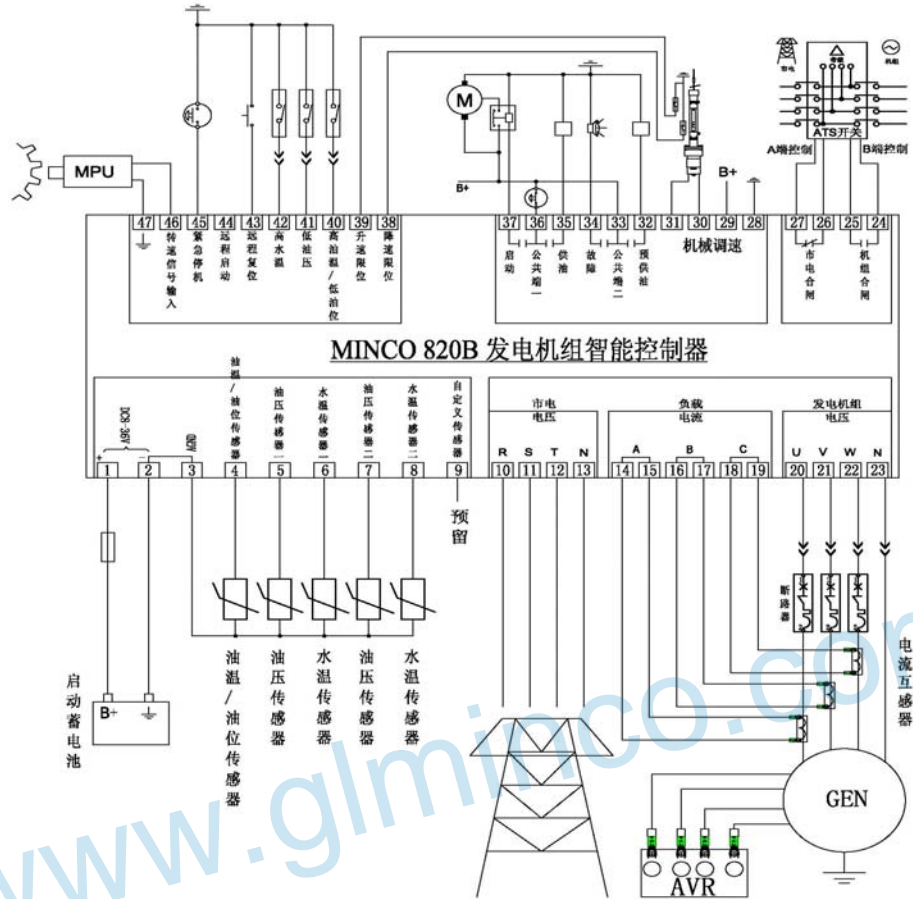 市电
市电
机组
ATS开关
A端控制
B端控制
M
MPU
B+
B+
47 46 45 44 43 42 41 40 39 38
37 36 35 34 33 32 31 30 29 28
27 26 25 24
转速信号输入
紧急停机
远程启动
远程复位
高水温
低油压
高油温/低油位
升速限位
降速限位
启动
公共端一
供油
故障
公共端二
预供油
机械调速
市电合闸
机组合闸
MINCO 820B 发电机组智能控制器
DC8-36V
+
−
油温/油位传感器
油压传感器一
水温传感器一
油压传感器二
水温传感器二
自定义传感器
市电
电压
R S T N
负载
电流
A B C
发电机组
电压
U V W N
1 2 3 4 5 6 7 8 9
10 11 12 13
14 15 16 17 18 19
20 21 22 23
预留
断路器
电流互感器
启动蓄电池
B+
油温/油位传感器
油压传感器
水温传感器
油压传感器
水温传感器
GEN
AVR
www.glminco.com